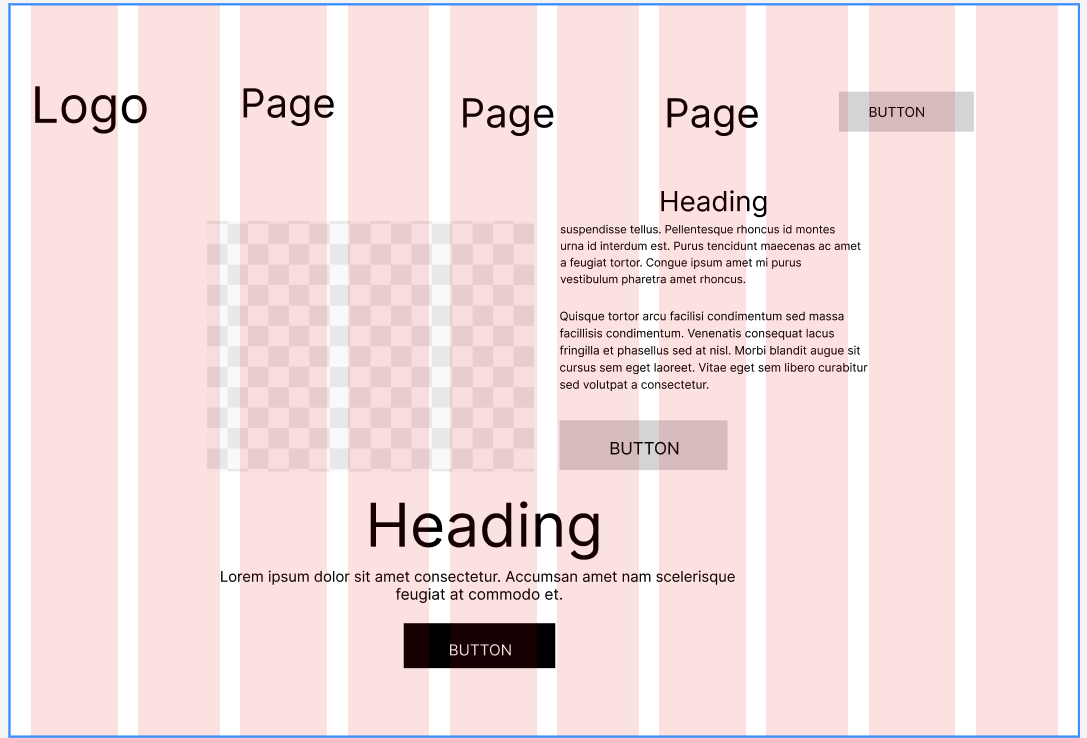 Logo
Page
Page
Page
BUTTON
Heading
suspendisse tellus. Pellentesque rhoncus id montes
urna id interdum est. Purus tencidunt maecenas ac amet
a feugiat tortor. Congue ipsum amet mi purus
vestibulum pharetra amet rhoncus.
Quisque tortor arcu facilisi condimentum sed massa
facillisis condimentum. Venenatis consequat lacus
fringilla et phasellus sed at nisl. Morbi blandit augue sit
cursus sem eget laoreet. Vitae eget sem libero curabitur
sed volutpat a consectetur.
BUTTON
Heading
Lorem ipsum dolor sit amet consectetur. Accumsan amet nam scelerisque
feugiat at commodo et.
BUTTON